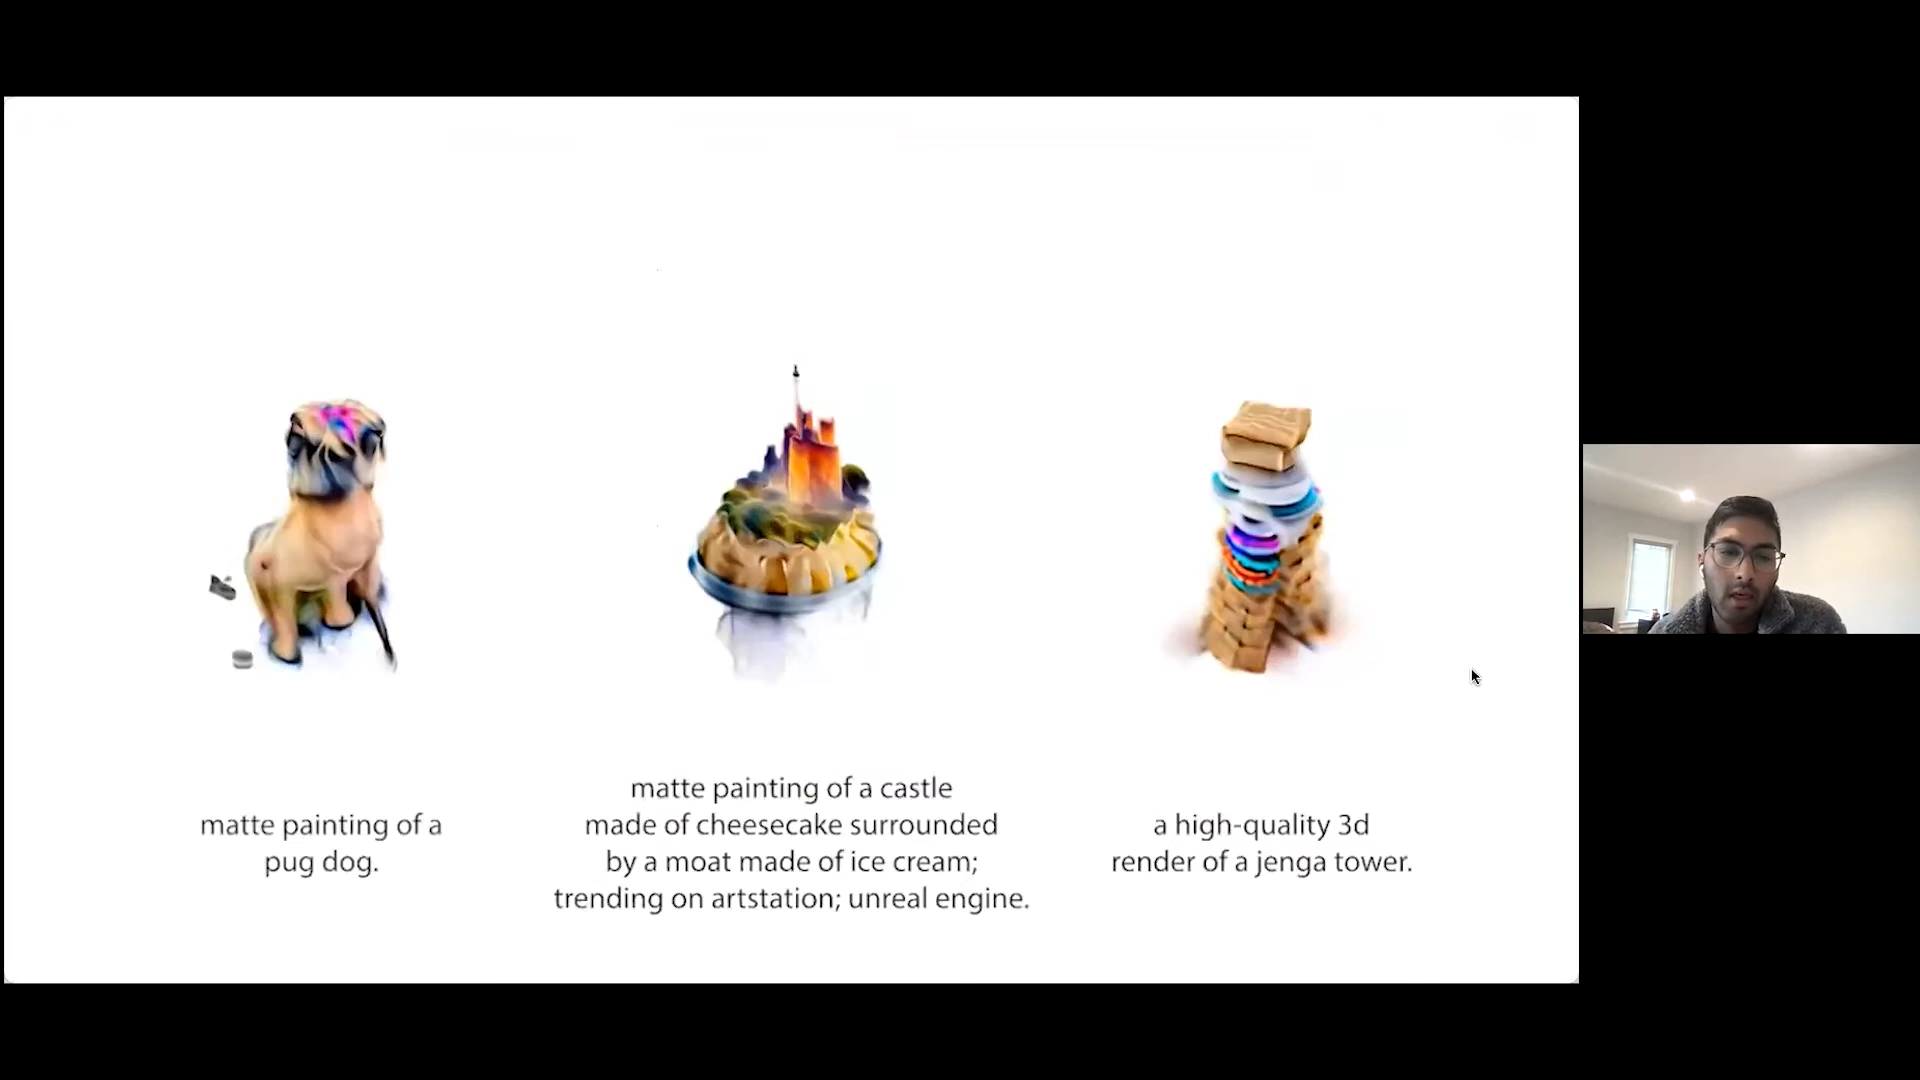 matte painting of a
pug dog.
matte painting of a castle
made of cheesecake surrounded
by a moat made of ice cream;
trending on artstation; unreal engine.
a high-quality 3d
render of a jenga tower.